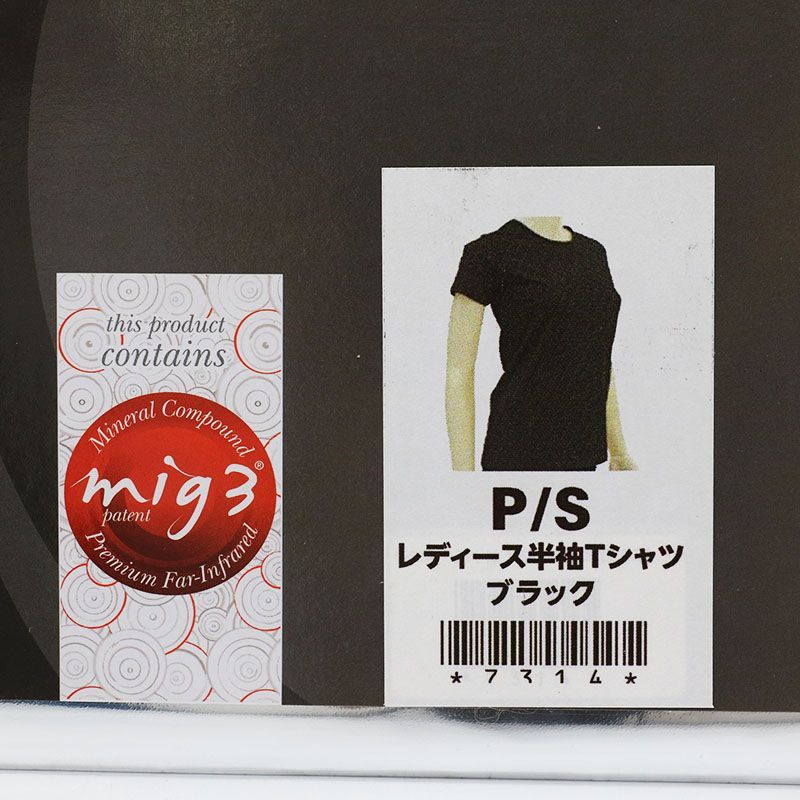 this product
contains
Mineral Compound
mig3®
patent
Premium Far-Infrared
P/S
レディース半袖Tシャツ
ブラック
*7314*